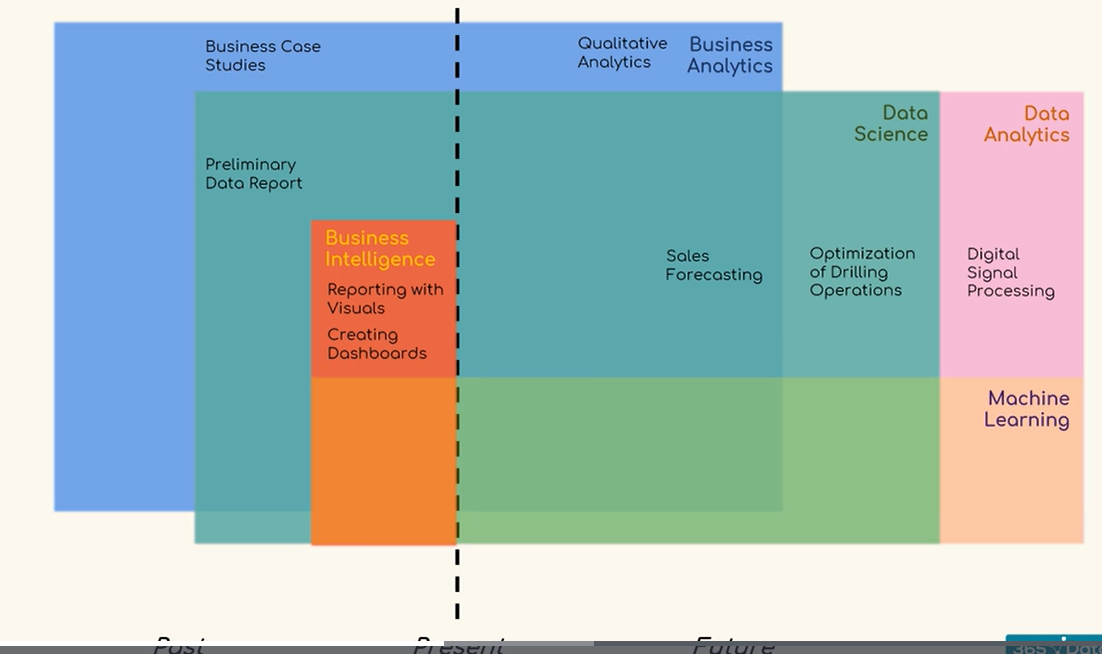 Business Case
Studies
Qualitative
Analytics
Business
Analytics
Data
Science
Data
Analytics
Preliminary
Data Report
Business
Intelligence
Reporting with
Visuals
Creating
Dashboards
Sales
Forecasting
Optimization
of Drilling
Operations
Digital
Signal
Processing
Machine
Learning
Past
Present
Future
365 Data